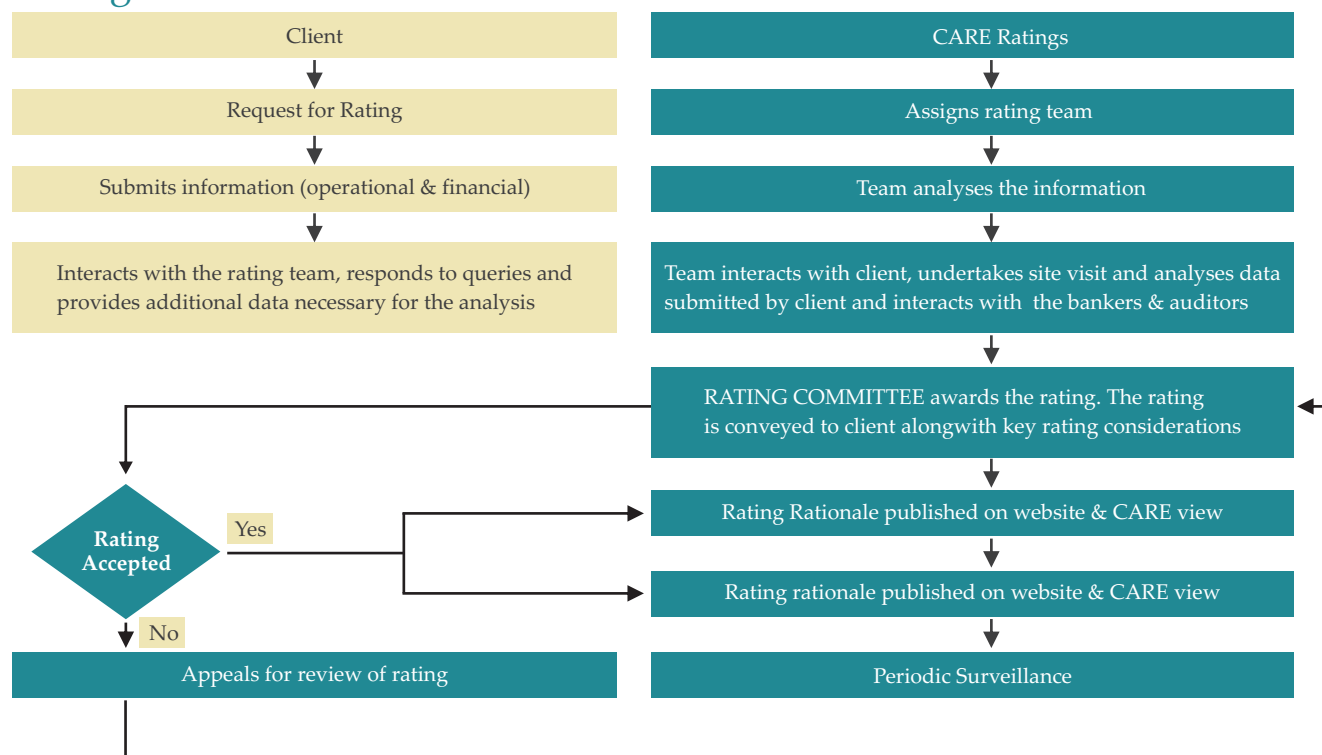 Client
CARE Ratings
Request for Rating
Assigns rating team
Submits information (operational & financial)
Team analyses the information
Interacts with the rating team, responds to queries and
provides additional data necessary for the analysis
Team interacts with client, undertakes site visit and analyses data
submitted by client and interacts with the bankers & auditors
RATING COMMITTEE awards the rating. The rating
is conveyed to client alongwith key rating considerations
Rating
Accepted
Yes
No
Rating Rationale published on website & CARE view
Rating rationale published on website & CARE view
Appeals for review of rating
Periodic Surveillance